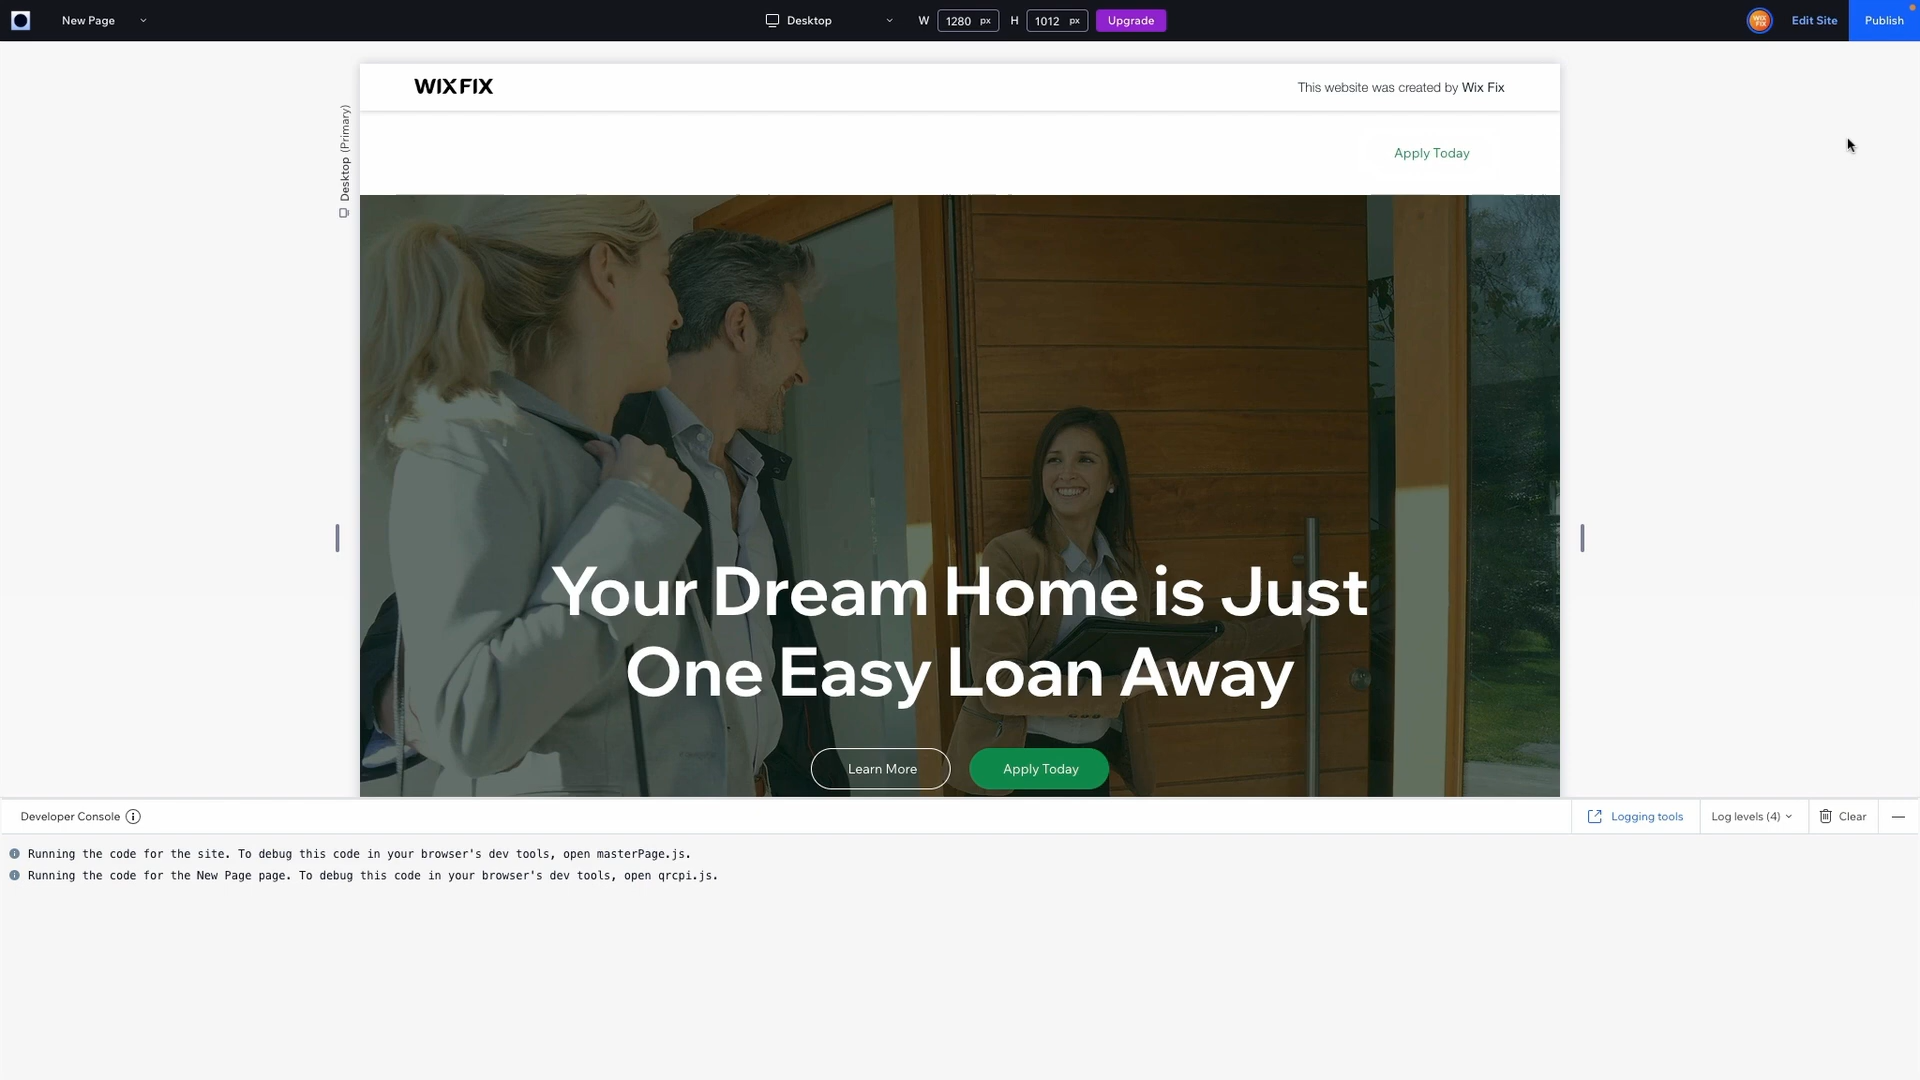 New Page
Desktop W 1280 px H 1012 px Upgrade
WIX FIX
Edit Site
Publish
Desktop (Primary)
WIX FIX
This website was created by Wix Fix
Apply Today
Your Dream Home is Just
One Easy Loan Away
Learn More
Apply Today
Developer Console
Logging tools
Log levels (4)
Clear
Running the code for the site. To debug this code in your browser's dev tools, open masterPage.js.
Running the code for the New Page page. To debug this code in your browser's dev tools, open qrcpi.js.